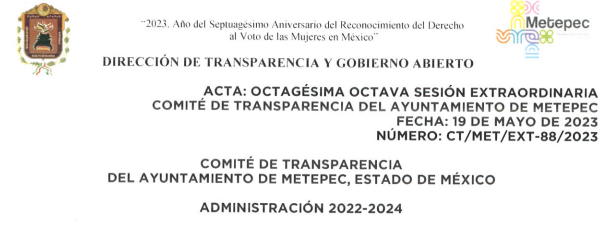 “2023. Año del Septuagésimo Aniversario del Reconocimiento del Derecho
al Voto de las Mujeres en México”
Metepec
DIRECCIÓN DE TRANSPARENCIA Y GOBIERNO ABIERTO
ACTA: OCTAGÉSIMA OCTAVA SESIÓN EXTRAORDINARIA
COMITÉ DE TRANSPARENCIA DEL AYUNTAMIENTO DE METEPEC
FECHA: 19 DE MAYO DE 2023
NÚMERO: CT/MET/EXT-88/2023
COMITÉ DE TRANSPARENCIA
DEL AYUNTAMIENTO DE METEPEC, ESTADO DE MÉXICO
ADMINISTRACIÓN 2022-2024